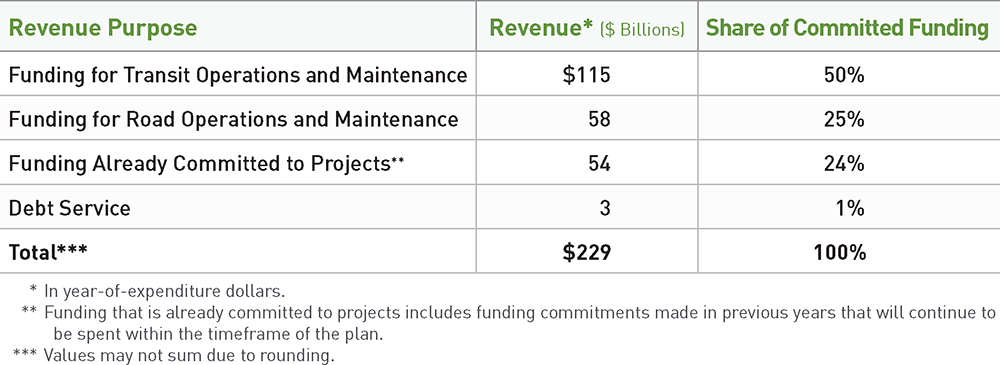 Revenue Purpose Revenue* ($ Billions) Share of Committed Funding
Funding for Transit Operations and Maintenance $115 50%
Funding for Road Operations and Maintenance 58 25%
Funding Already Committed to Projects** 54 24%
Debt Service 3 1%
Total*** $229 100%
* In year-of-expenditure dollars.
** Funding that is already committed to projects includes funding commitments made in previous years that will continue to
be spent within the timeframe of the plan.
*** Values may not sum due to rounding.